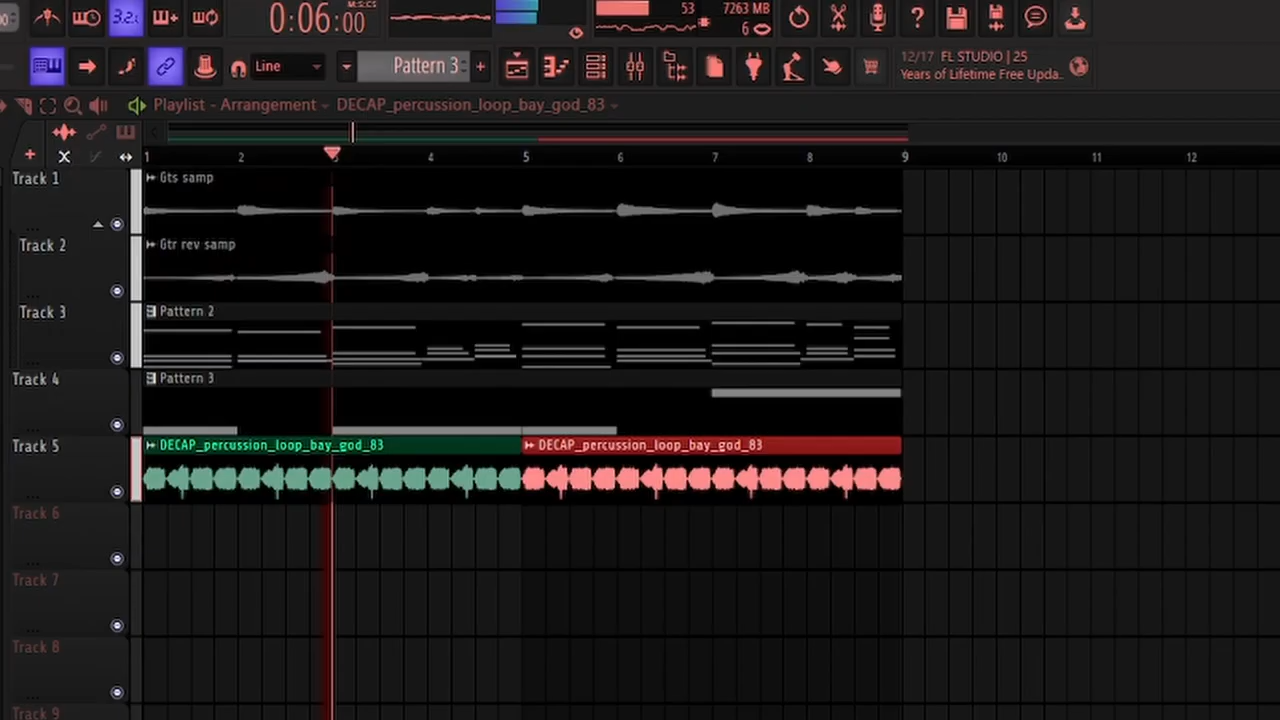 0:06:00
M:S:CS
3.2.
53
7263 MB
6
Line
Pattern 3
12/17 FL STUDIO | 25
Years of Lifetime Free Upda..
Playlist - Arrangement
DECAP_percussion_loop_bay_god_83
1 2 3 4 5 6 7 8 9 10 11 12
Track 1
Gts samp
Track 2
Gtr rev samp
Track 3
Pattern 2
Track 4
Pattern 3
Track 5
DECAP_percussion_loop_bay_god_83
DECAP_percussion_loop_bay_god_83
Track 6
Track 7
Track 8
Track 9